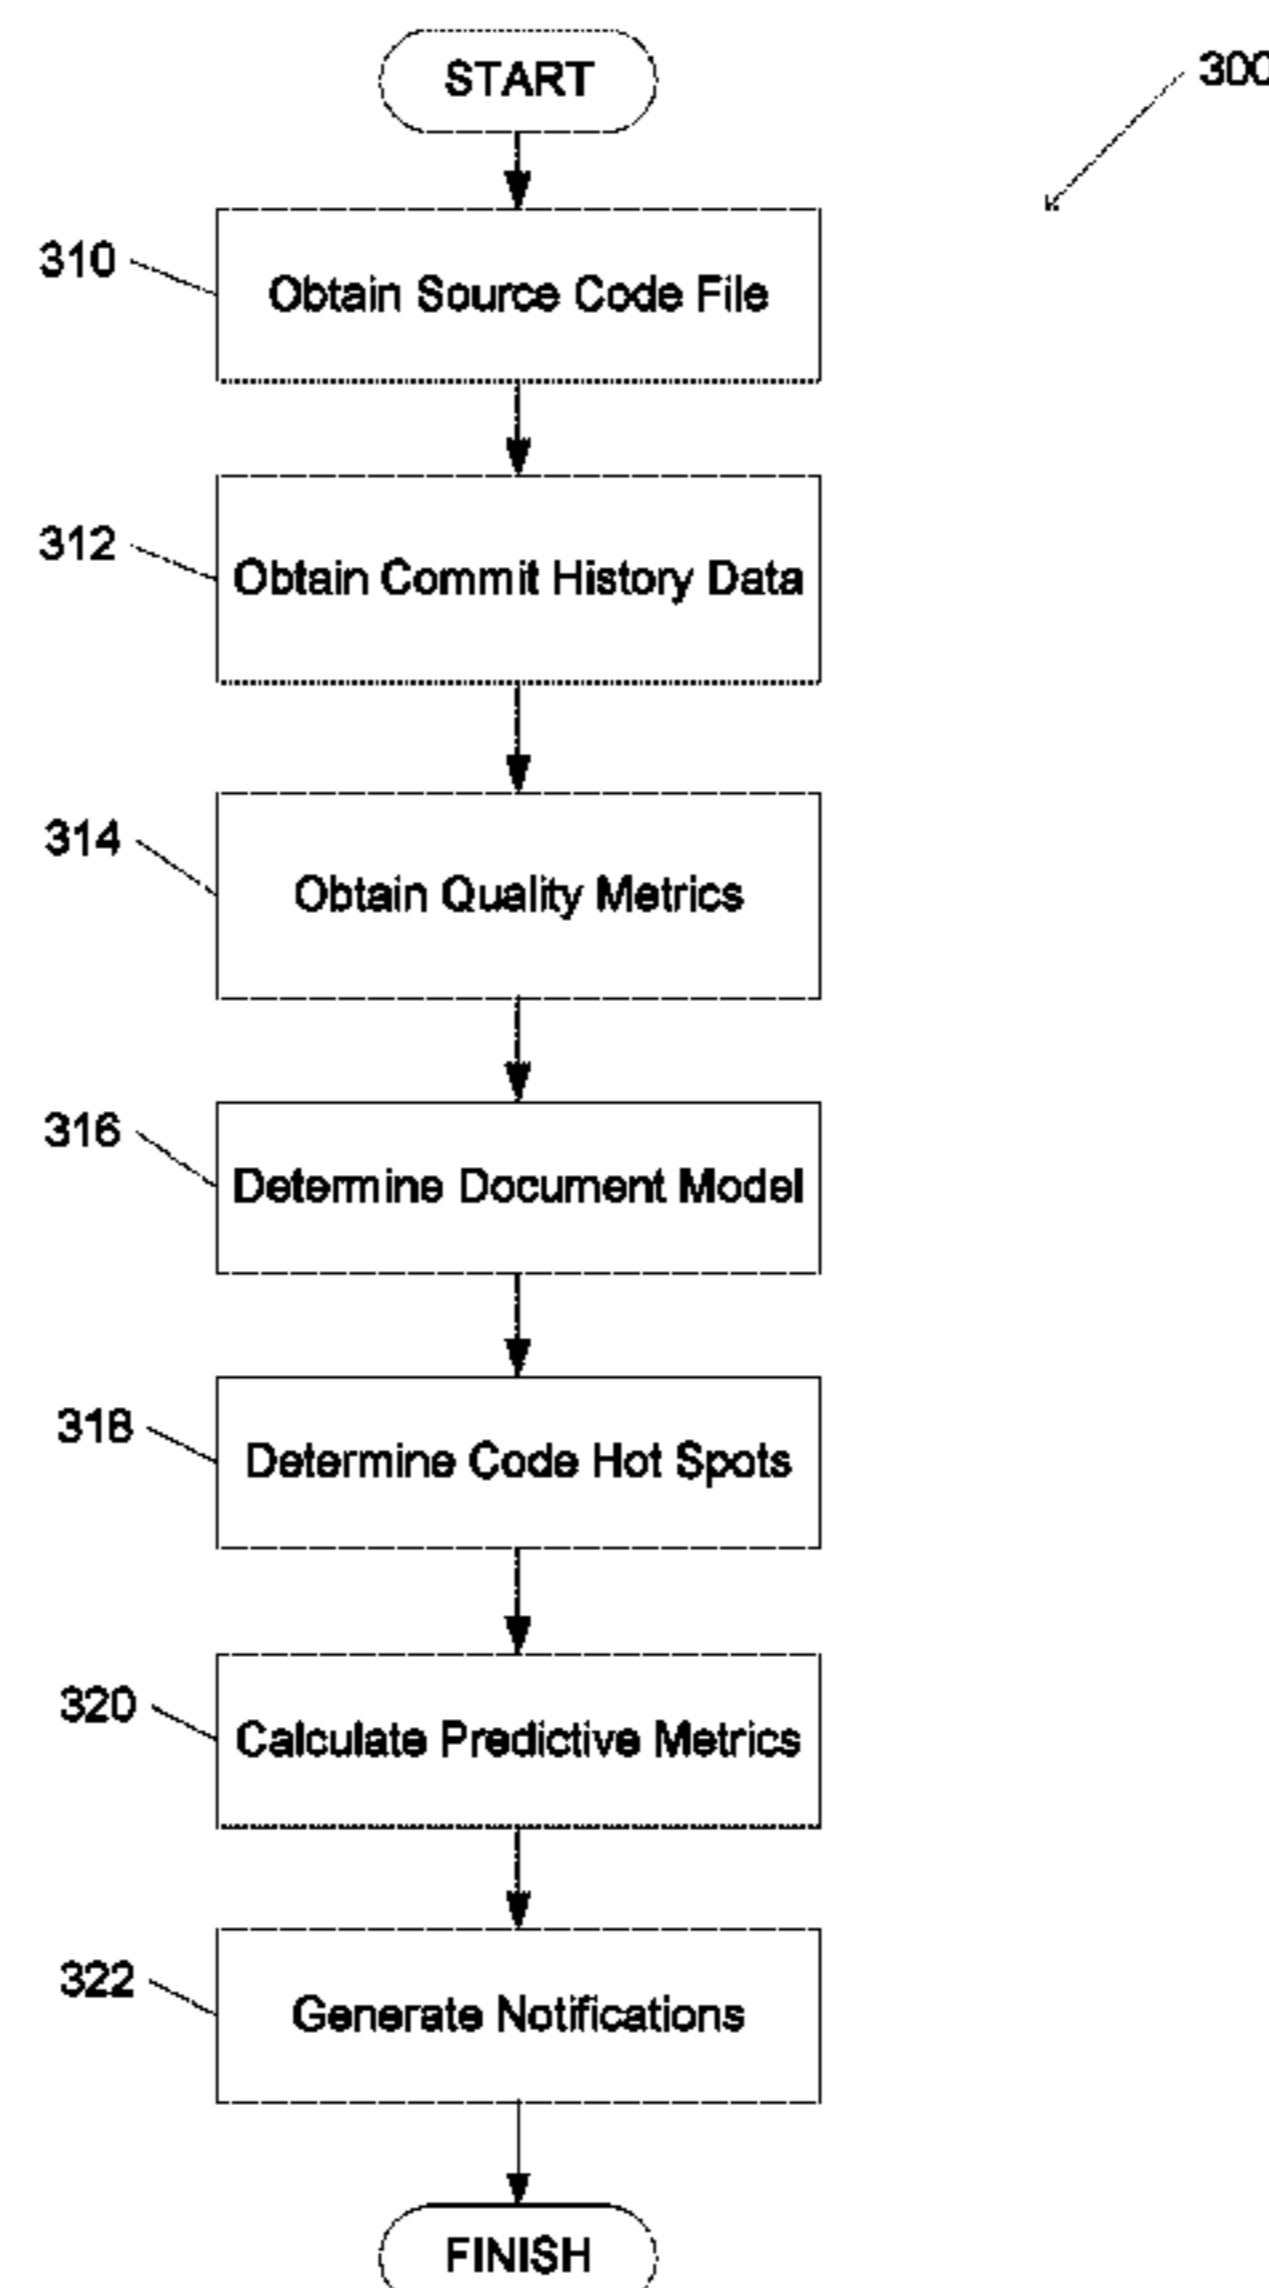 START
300
310
Obtain Source Code File
312
Obtain Commit History Data
314
Obtain Quality Metrics
316
Determine Document Model
318
Determine Code Hot Spots
320
Calculate Predictive Metrics
322
Generate Notifications
FINISH